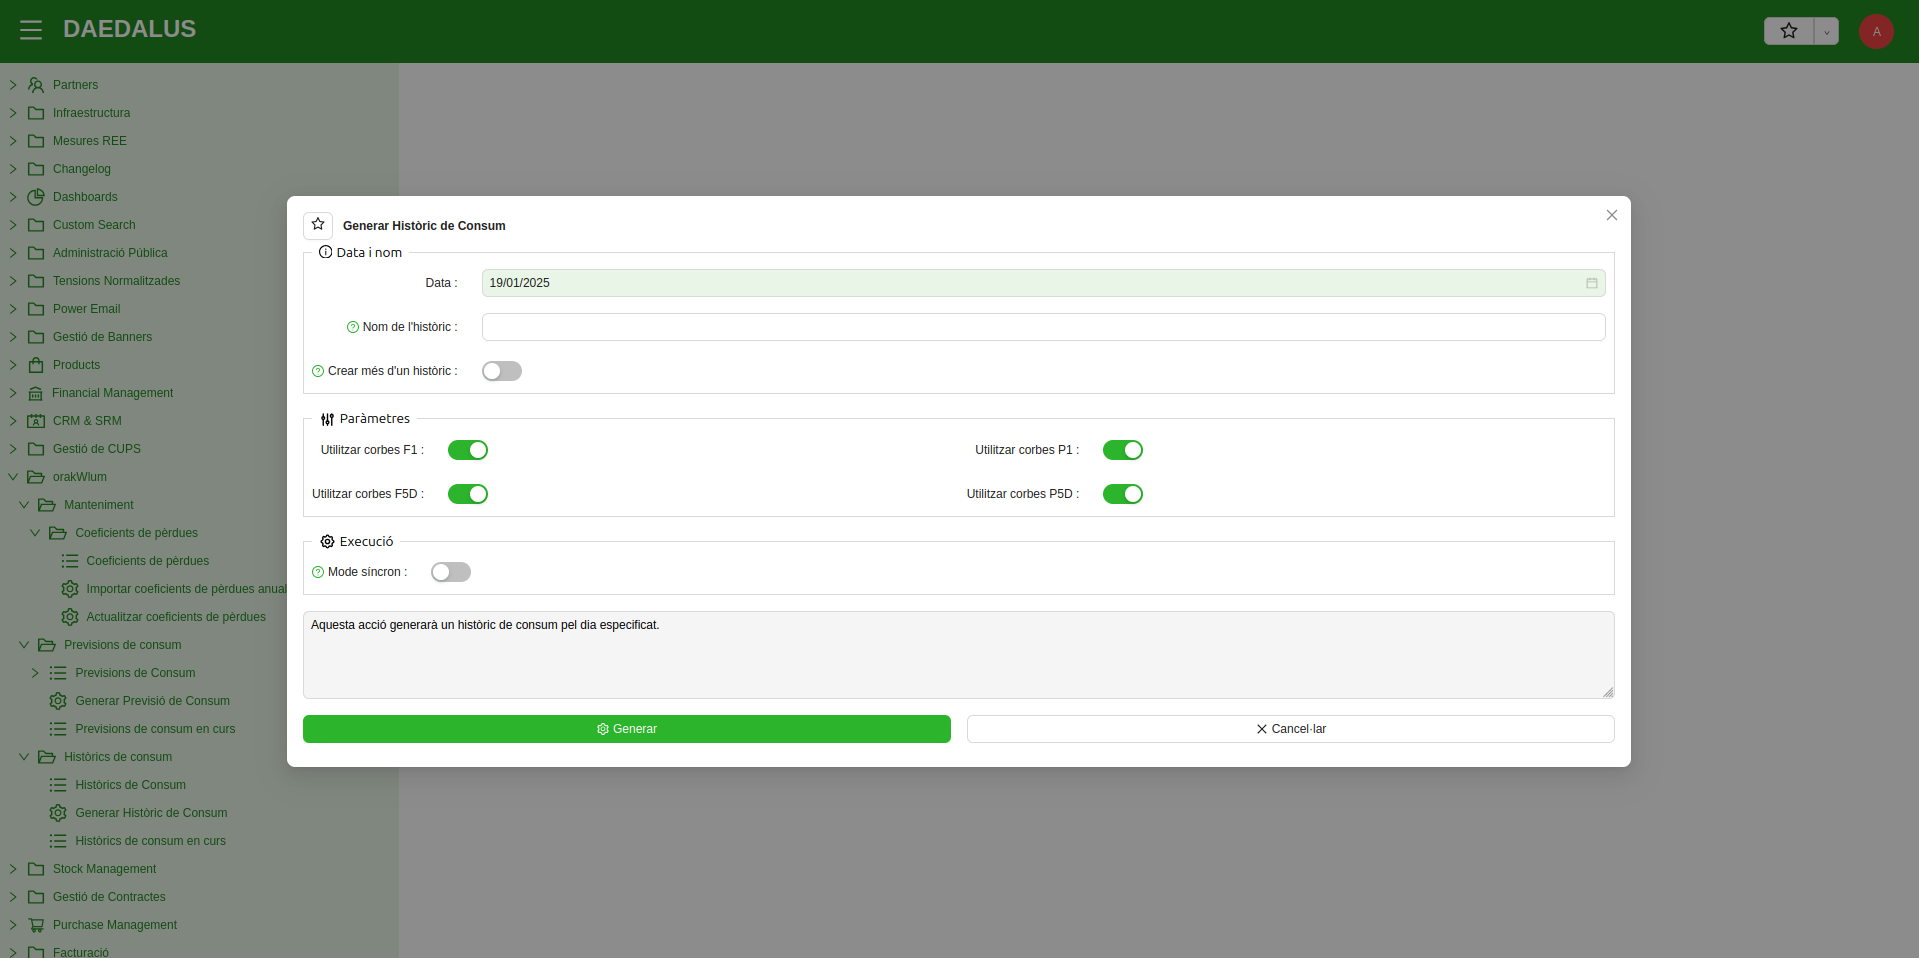 DAEDALUS
A
Partners
Infraestructura
Mesures REE
Changelog
Dashboards
Custom Search
Administració Pública
Tensions Normalitzades
Power Email
Gestió de Banners
Products
Financial Management
CRM & SRM
Gestió de CUPS
orakWlum
Manteniment
Coeficients de pèrdues
Coeficients de pèrdues
Importar coeficients de pèrdues anual
Actualitzar coeficients de pèrdues
Previsions de consum
Previsions de Consum
Generar Previsió de Consum
Previsions de consum en curs
Històrics de consum
Històrics de Consum
Generar Històric de Consum
Històrics de consum en curs
Stock Management
Gestió de Contractes
Purchase Management
Facturació
Generar Històric de Consum
Data i nom
Data :
19/01/2025
Nom de l'històric :
Crear més d'un històric :
Paràmetres
Utilitzar corbes F1 :
Utilitzar corbes P1 :
Utilitzar corbes F5D :
Utilitzar corbes P5D :
Execució
Mode síncron :
Aquesta acció generarà un històric de consum pel dia especificat.
Generar
Cancel·lar